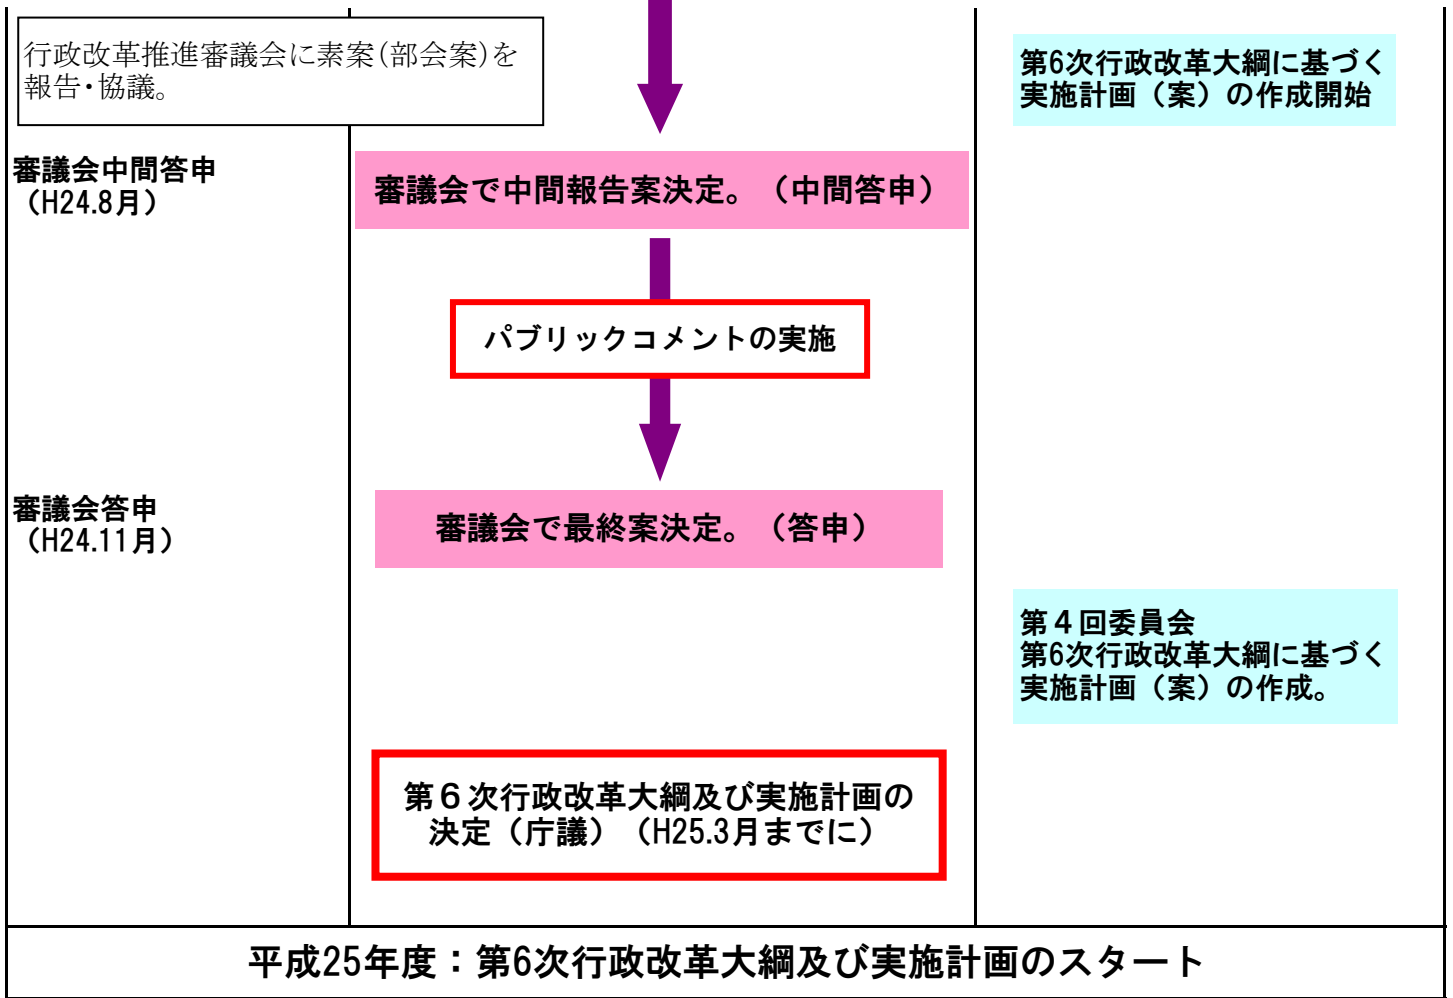 行政改革推進審議会に素案(部会案)を
報告・協議。
第6次行政改革大綱に基づく
実施計画（案）の作成開始
審議会中間答申
（H24.8月）
審議会で中間報告案決定。（中間答申）
パブリックコメントの実施
審議会答申
（H24.11月）
審議会で最終案決定。（答申）
第４回委員会
第6次行政改革大綱に基づく
実施計画（案）の作成。
第６次行政改革大綱及び実施計画の
決定（庁議）（H25.3月までに）
平成25年度：第6次行政改革大綱及び実施計画のスタート